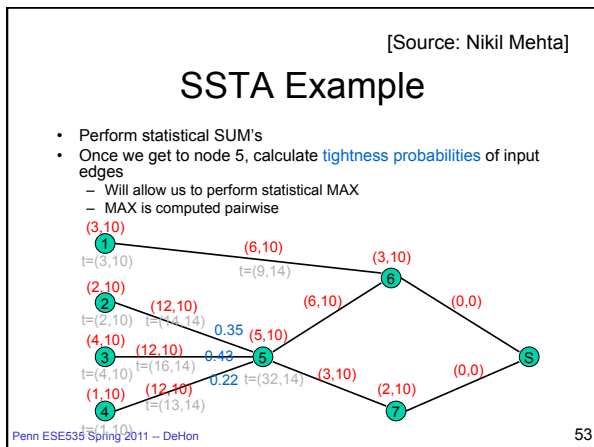 [Source: Nikil Mehta]
SSTA Example
• Perform statistical SUM's
• Once we get to node 5, calculate tightness probabilities of input
edges
– Will allow us to perform statistical MAX
– MAX is computed pairwise
(3,10)
1
t=(3,10)
(6,10)
t=(9,14)
(3,10)
6
(2,10)
2
t=(2,10)
(12,10)
t=(14,14)
0.35
(6,10)
(0,0)
(4,10)
3
t=(4,10)
(12,10)
t=(16,14)
0.43
(5,10)
5
t=(32,14)
S
(1,10)
4
t=(1,10)
(12,10)
t=(13,14)
0.22
(3,10)
(2,10)
7
(0,0)
Penn ESE535 Spring 2011 -- DeHon
53